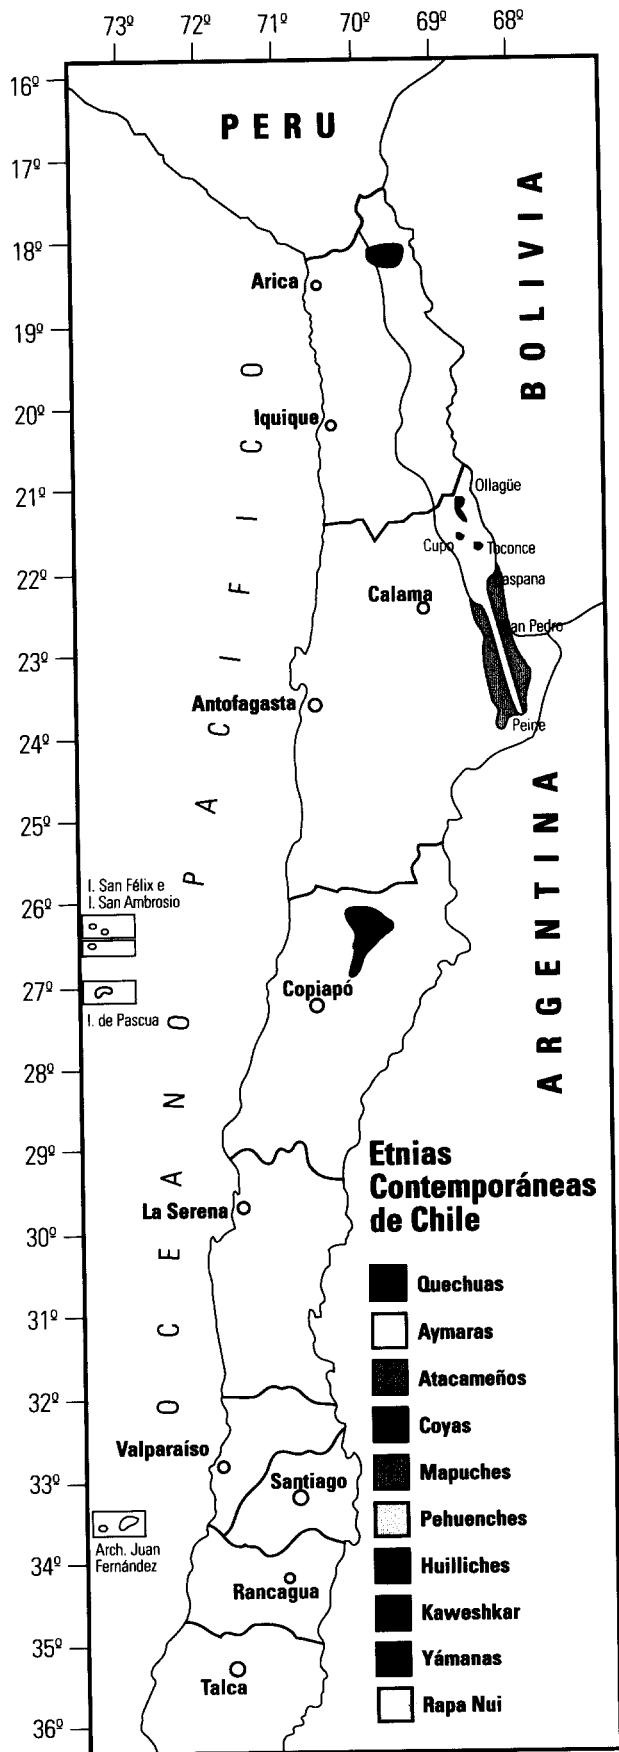 73º 72º 71º 70º 69º 68º
16º
PERU
17º
BOLIVIA
18º
Arica
19º
20º
Iquique
21º
Ollagüe
Cupo
Toconce
22º
aspana
Calama
an Pedro
23º
Antofagasta
Peine
24º
ARGENTINA
25º
I. San Félix e
I. San Ambrosio
26º
27º
Copiapó
I. de Pascua
28º
29º
La Serena
30º
31º
32º
OCEANO PACIFICO
Valparaíso
33º
Santiago
Arch. Juan
Fernández
34º
Rancagua
35º
Talca
36º
Etnias
Contemporáneas
de Chile
Quechuas
Aymaras
Atacameños
Coyas
Mapuches
Pehuenches
Huilliches
Kaweshkar
Yámanas
Rapa Nui